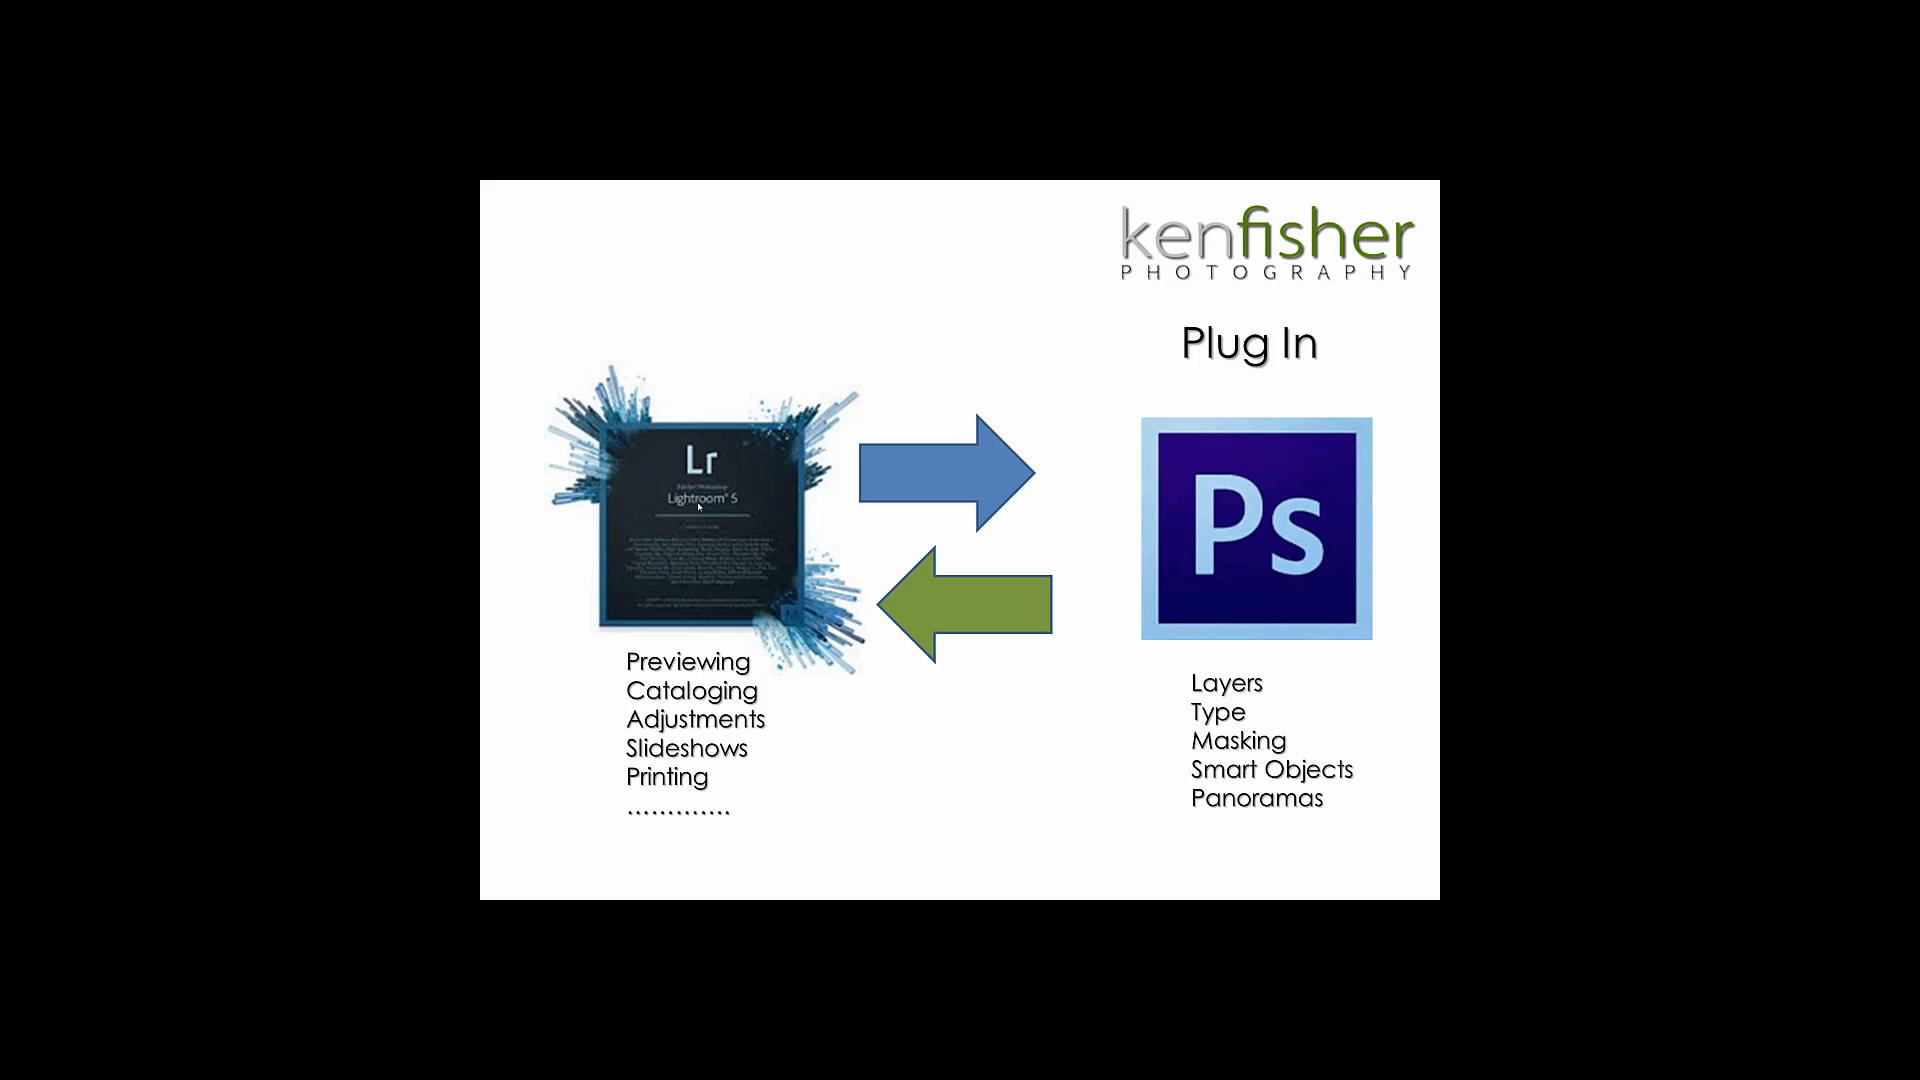 kenfisher
PHOTOGRAPHY
Plug In
Lr
Lightroom® 5
Ps
Previewing
Cataloging
Adjustments
Slideshows
Printing
.............
Layers
Type
Masking
Smart Objects
Panoramas